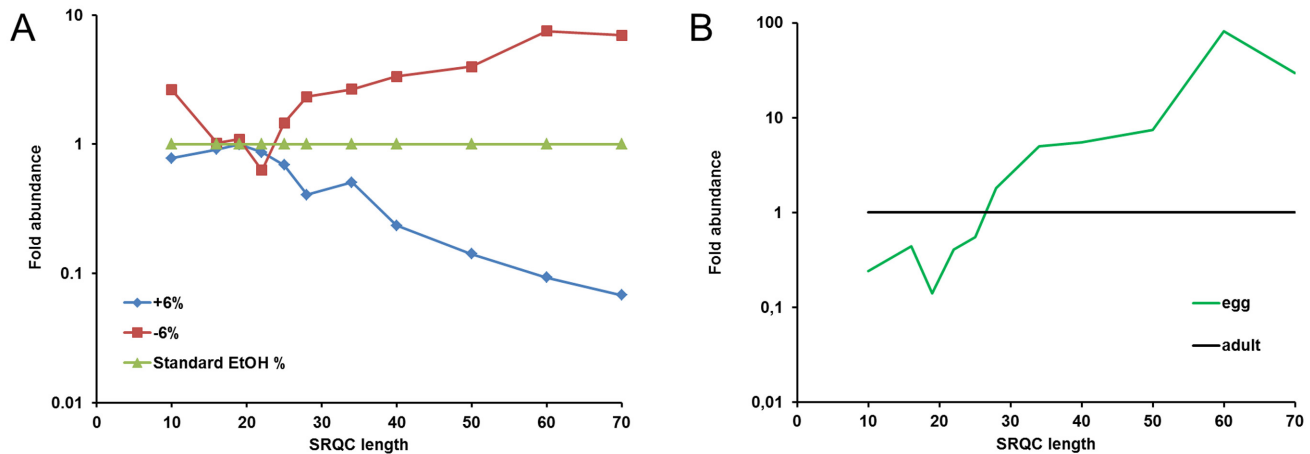 A
10
1
0.1
0.01
Fold abundance
+6%
-6%
Standard EtOH %
0 10 20 30 40 50 60 70
SRQC length
B
100
10
1
0,1
0,01
Fold abundance
egg
adult
0 10 20 30 40 50 60 70
SRQC length